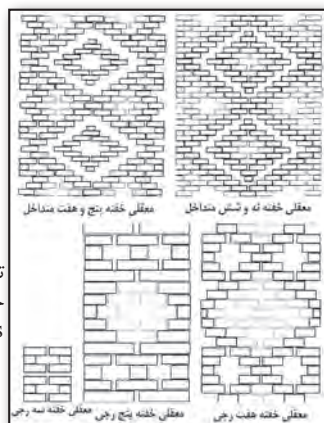 معقلی خفته نه و شش متداخل
معقلی خفته پنج و هفت متداخل
معقلی خفته هفت رجی
معقلی خفته پنج رجی
معقلی خفته سه رجی